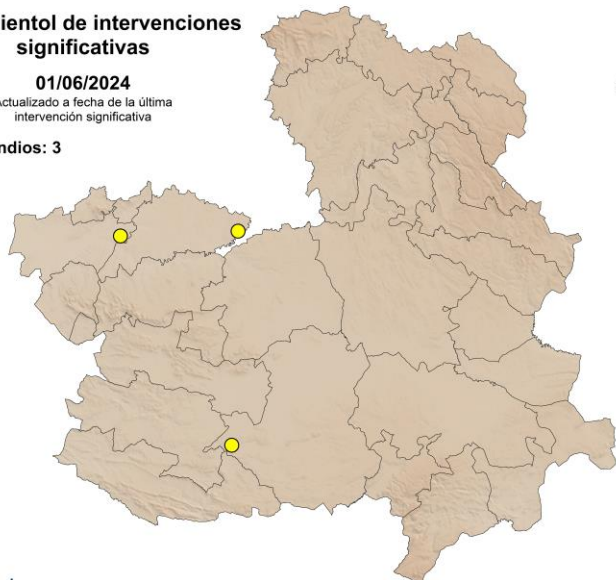 ientol de intervenciones
significativas
01/06/2024
Actualizado a fecha de la última
intervención significativa
ndios: 3